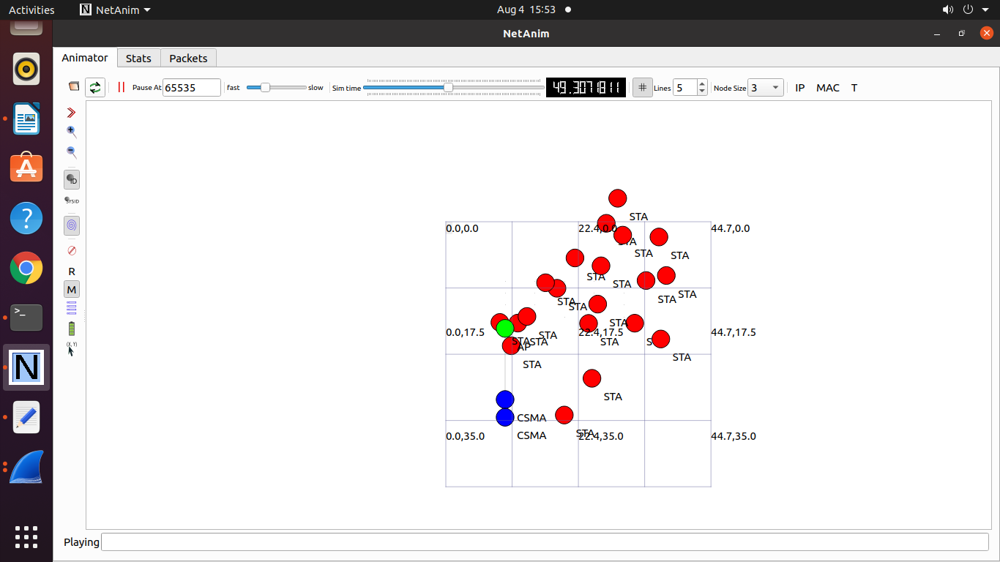 Activities NetAnim Aug 4 15:53
NetAnim
Animator Stats Packets
Pause At 65535 fast slow Sim time 49.3071811 # Lines 5 Node Size 3 IP MAC T
ID
SYSID
R
M
(X, Y)
STA
0.0,0.0 22.4,0.0 44.7,0.0
STA
STA STA
STA STA
STA STA
STA STA
STA
0.0,17.5 22.4,17.5 44.7,17.5
STA
STA STA STA
AP
STA
STA
STA
CSMA
STA
CSMA
0.0,35.0 22.4,35.0 44.7,35.0
Playing